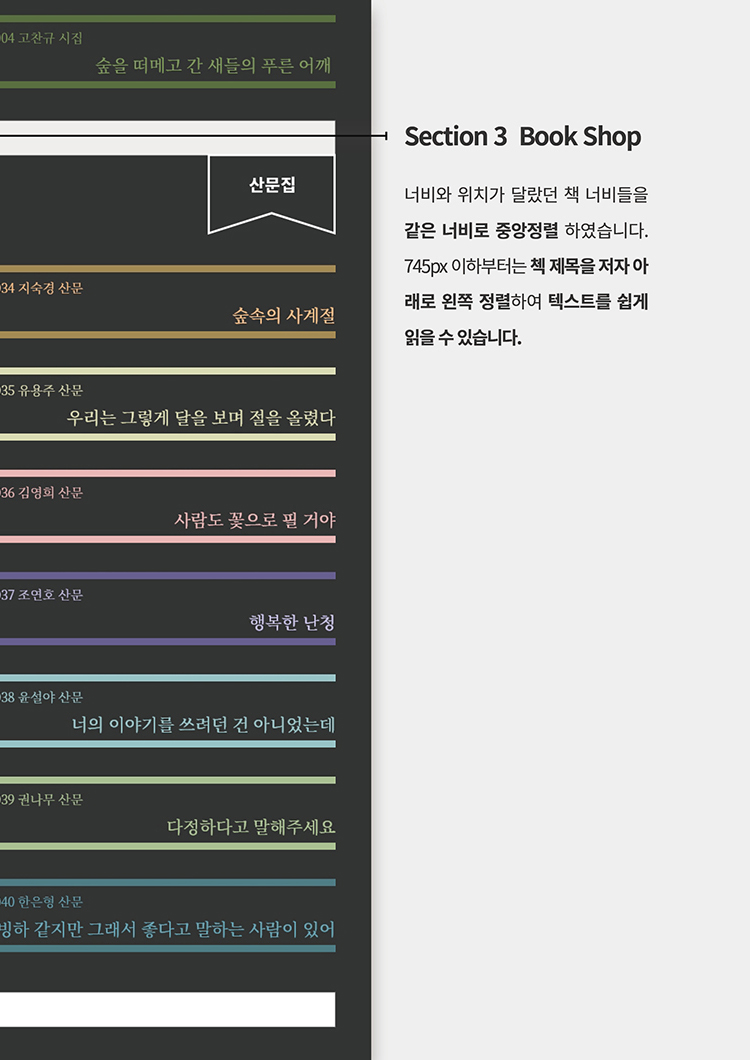 04 고찬규 시집
숲을 떠메고 간 새들의 푸른 어깨
산문집
034 지숙경 산문
숲속의 사계절
035 유용주 산문
우리는 그렇게 달을 보며 절을 올렸다
036 김영희 산문
사람도 꽃으로 필 거야
037 조연호 산문
행복한 난청
038 윤설야 산문
너의 이야기를 쓰려던 건 아니었는데
039 권나무 산문
다정하다고 말해주세요
040 한은형 산문
빙하 같지만 그래서 좋다고 말하는 사람이 있어
Section 3 Book Shop
너비와 위치가 달랐던 책 너비들을
같은 너비로 중앙정렬 하였습니다.
745px 이하부터는 첵 제목을 저자 아
래로 왼쪽 정렬하여 텍스트를 쉽게
읽을 수 있습니다.